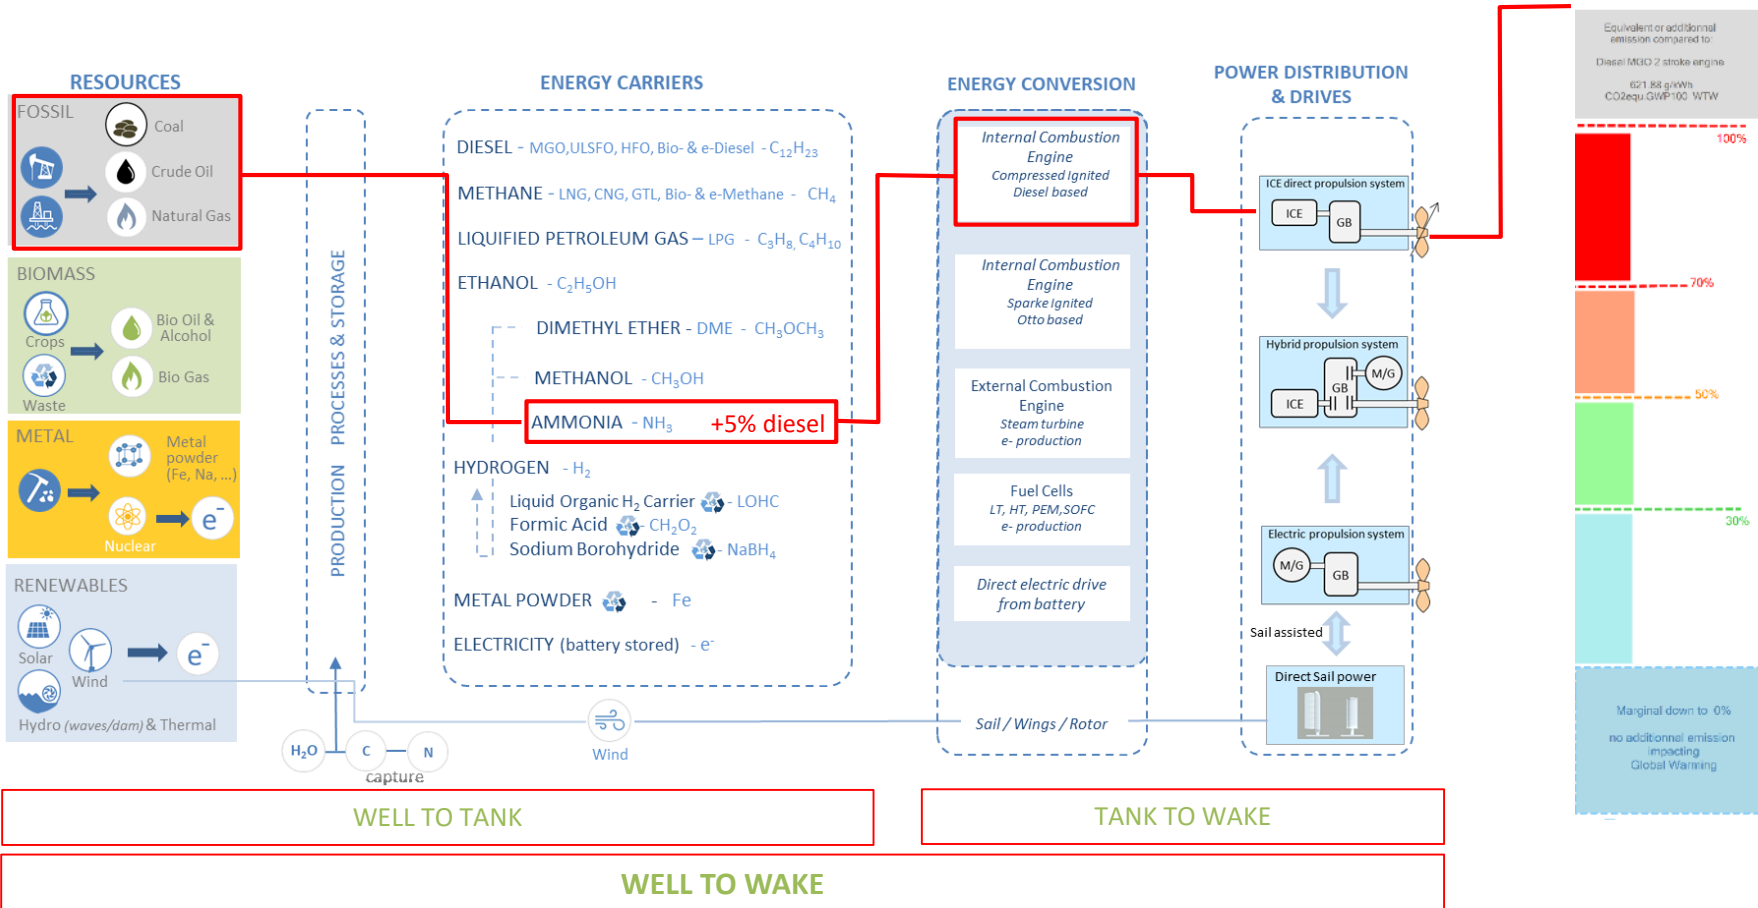 RESOURCES
FOSSIL
Coal
Crude Oil
Natural Gas
BIOMASS
Crops
Waste
Bio Oil &
Alcohol
Bio Gas
METAL
Metal
powder
(Fe, Na, ...)
Nuclear
e⁻
RENEWABLES
Solar
Wind
e⁻
Hydro (waves/dam) & Thermal
PRODUCTION PROCESSES & STORAGE
H₂O
C
N
capture
ENERGY CARRIERS
DIESEL - MGO,ULSFO, HFO, Bio- & e-Diesel - C₁₂H₂₃
METHANE - LNG, CNG, GTL, Bio- & e-Methane - CH₄
LIQUIFIED PETROLEUM GAS – LPG - C₃H₈, C₄H₁₀
ETHANOL - C₂H₅OH
DIMETHYL ETHER - DME - CH₃OCH₃
METHANOL - CH₃OH
AMMONIA - NH₃ +5% diesel
HYDROGEN - H₂
Liquid Organic H₂ Carrier - LOHC
Formic Acid - CH₂O₂
Sodium Borohydride - NaBH₄
METAL POWDER - Fe
ELECTRICITY (battery stored) - e⁻
Wind
ENERGY CONVERSION
Internal Combustion
Engine
Compressed Ignited
Diesel based
Internal Combustion
Engine
Sparke Ignited
Otto based
External Combustion
Engine
Steam turbine
e- production
Fuel Cells
LT, HT, PEM,SOFC
e- production
Direct electric drive
from battery
Sail / Wings / Rotor
POWER DISTRIBUTION
& DRIVES
ICE direct propulsion system
ICE
GB
Hybrid propulsion system
M/G
GB
ICE
Electric propulsion system
M/G
GB
Sail assisted
Direct Sail power
Equivalent or additionnal
emission compared to:
Diesel MGO 2 stroke engine
621.88 g/kWh
CO2equ.GWP100 WTW
100%
70%
50%
30%
Marginal down to 0%
no additionnal emission
impacting
Global Warming
WELL TO TANK
TANK TO WAKE
WELL TO WAKE